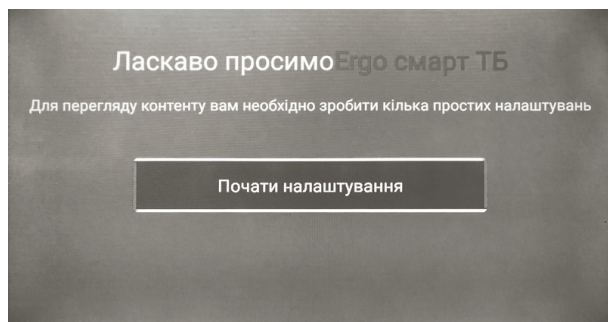 Ласкаво просимоErgo смарт ТБ
Для перегляду контенту вам необхідно зробити кілька простих налаштувань
Почати налаштування